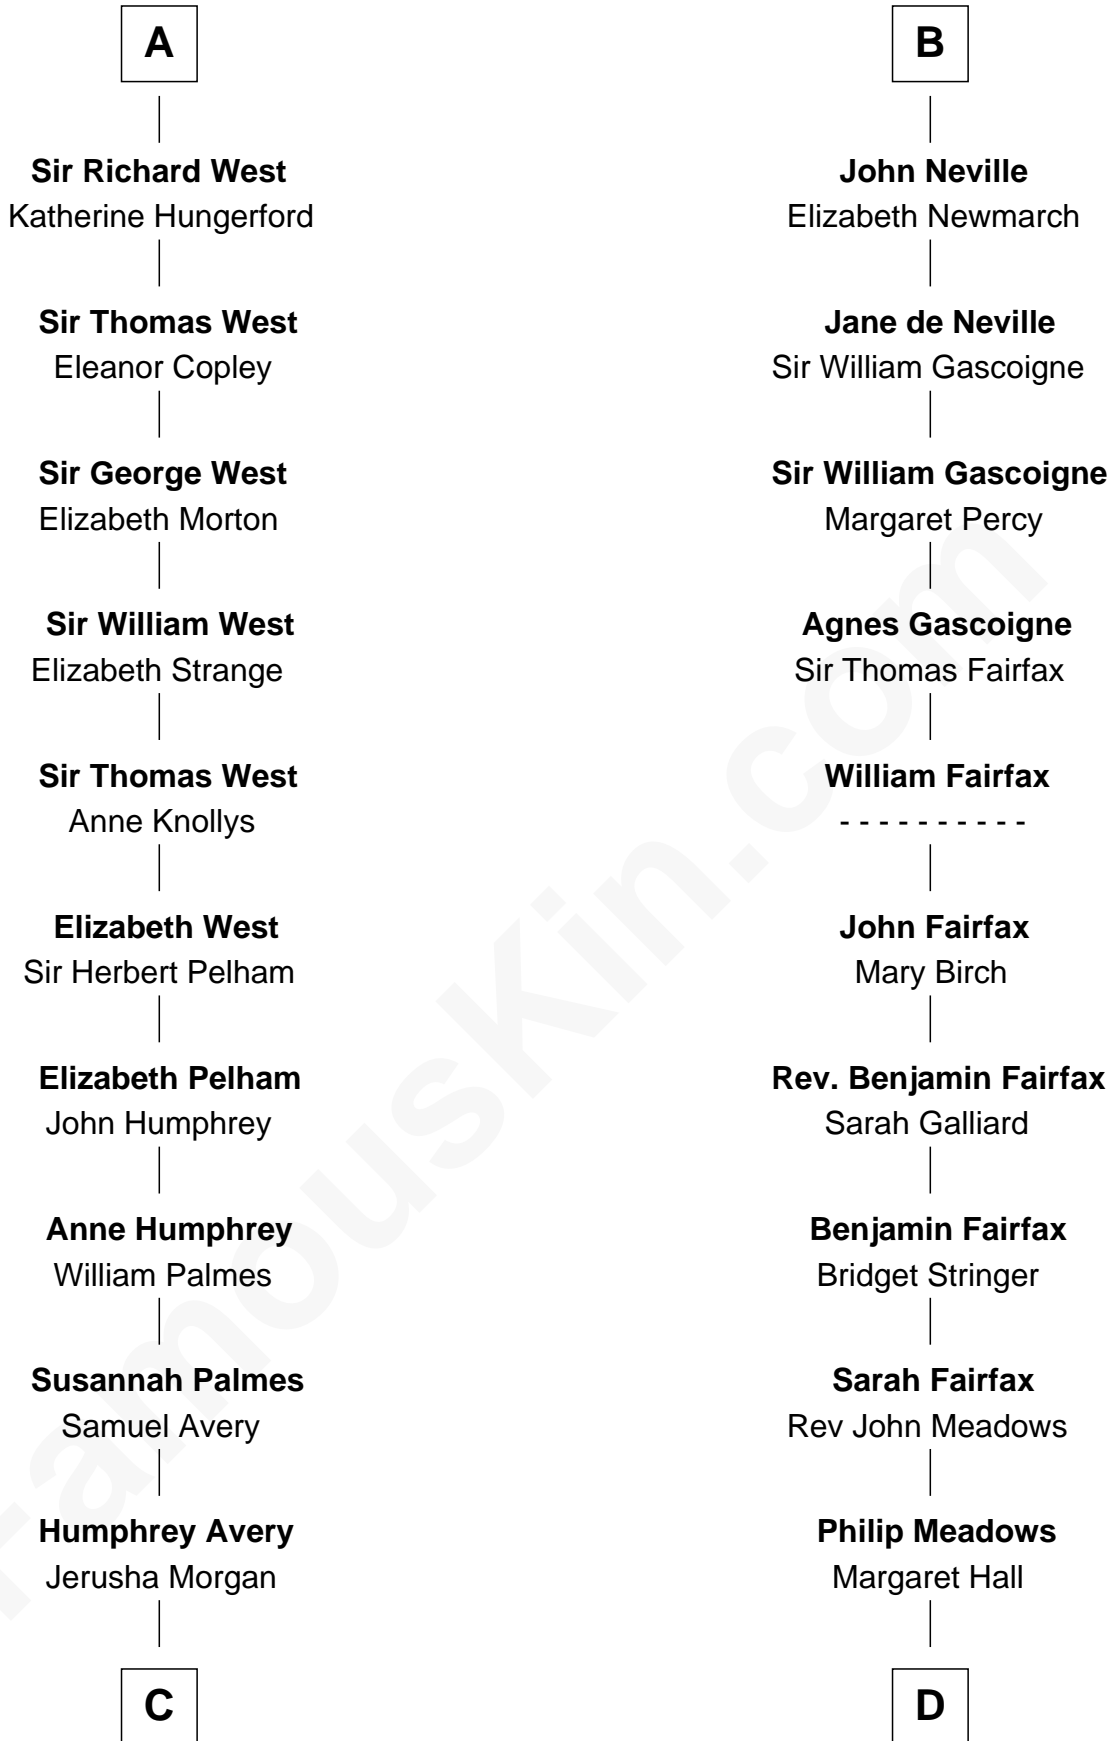 A
Sir Richard West
Katherine Hungerford
Sir Thomas West
Eleanor Copley
Sir George West
Elizabeth Morton
Sir William West
Elizabeth Strange
Sir Thomas West
Anne Knollys
Elizabeth West
Sir Herbert Pelham
Elizabeth Pelham
John Humphrey
Anne Humphrey
William Palmes
Susannah Palmes
Samuel Avery
Humphrey Avery
Jerusha Morgan
C
B
John Neville
Elizabeth Newmarch
Jane de Neville
Sir William Gascoigne
Sir William Gascoigne
Margaret Percy
Agnes Gascoigne
Sir Thomas Fairfax
William Fairfax
- - - - - - - - - -
John Fairfax
Mary Birch
Rev. Benjamin Fairfax
Sarah Galliard
Benjamin Fairfax
Bridget Stringer
Sarah Fairfax
Rev John Meadows
Philip Meadows
Margaret Hall
D
FamousKin.com